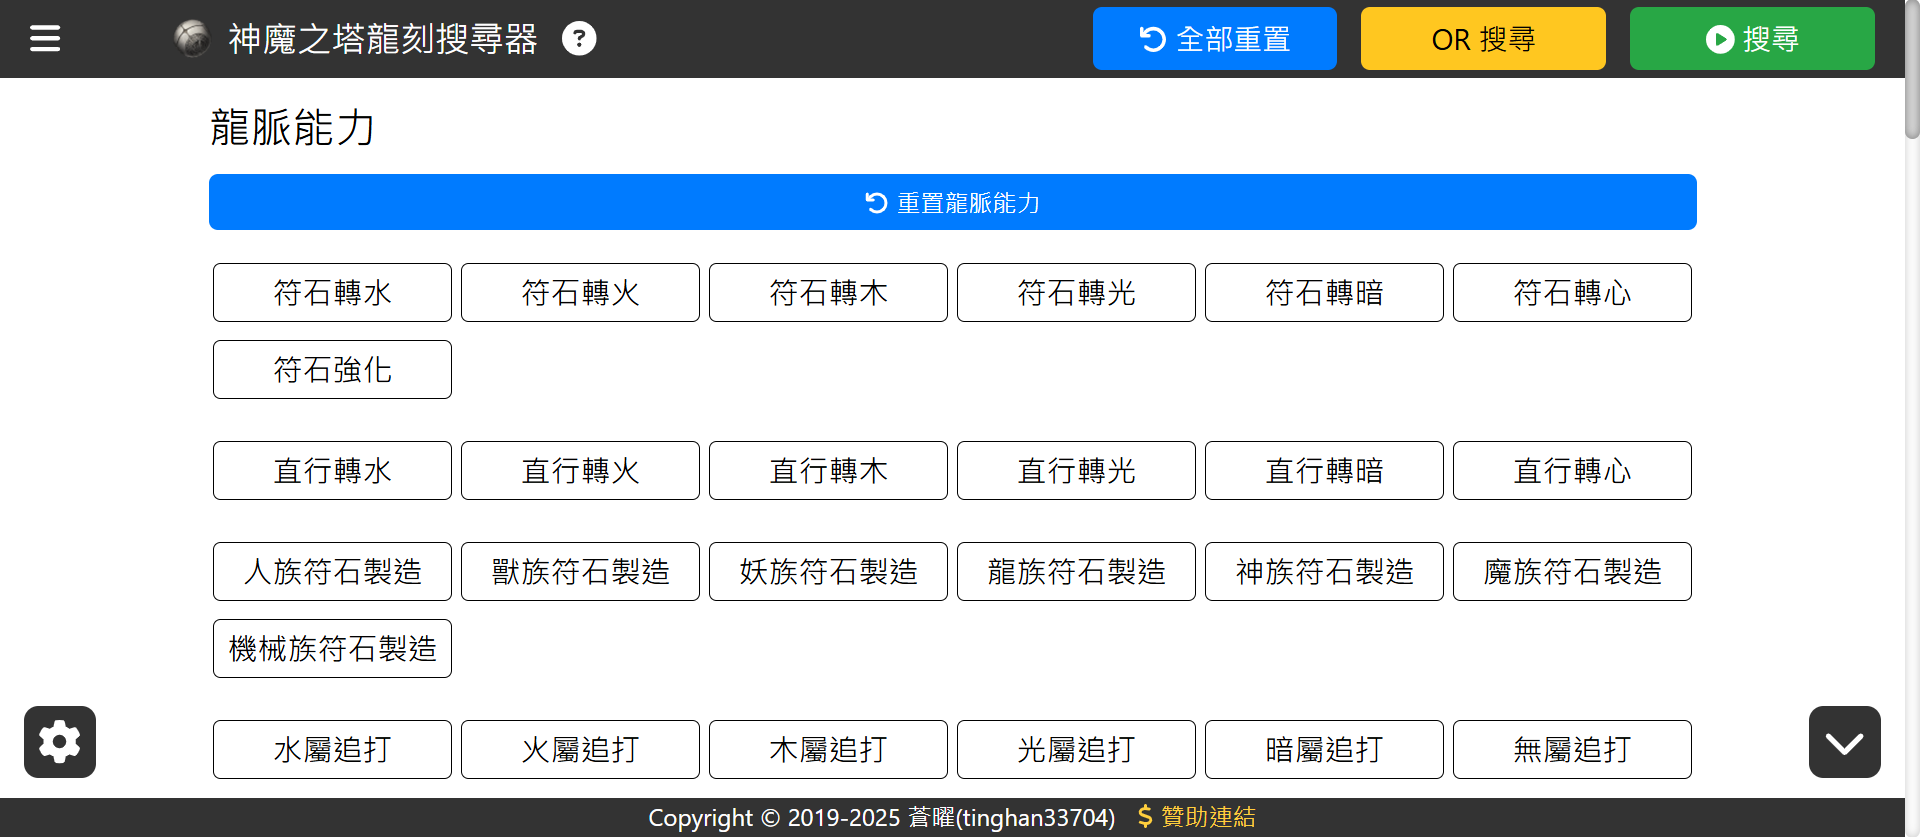 神魔之塔龍刻搜尋器 ? 全部重置 OR 搜尋 搜尋
龍脈能力
重置龍脈能力
符石轉水 符石轉火 符石轉木 符石轉光 符石轉暗 符石轉心
符石強化
直行轉水 直行轉火 直行轉木 直行轉光 直行轉暗 直行轉心
人族符石製造 獸族符石製造 妖族符石製造 龍族符石製造 神族符石製造 魔族符石製造
機械族符石製造
水屬追打 火屬追打 木屬追打 光屬追打 暗屬追打 無屬追打
Copyright © 2019-2025 蒼曜(tinghan33704) $ 贊助連結